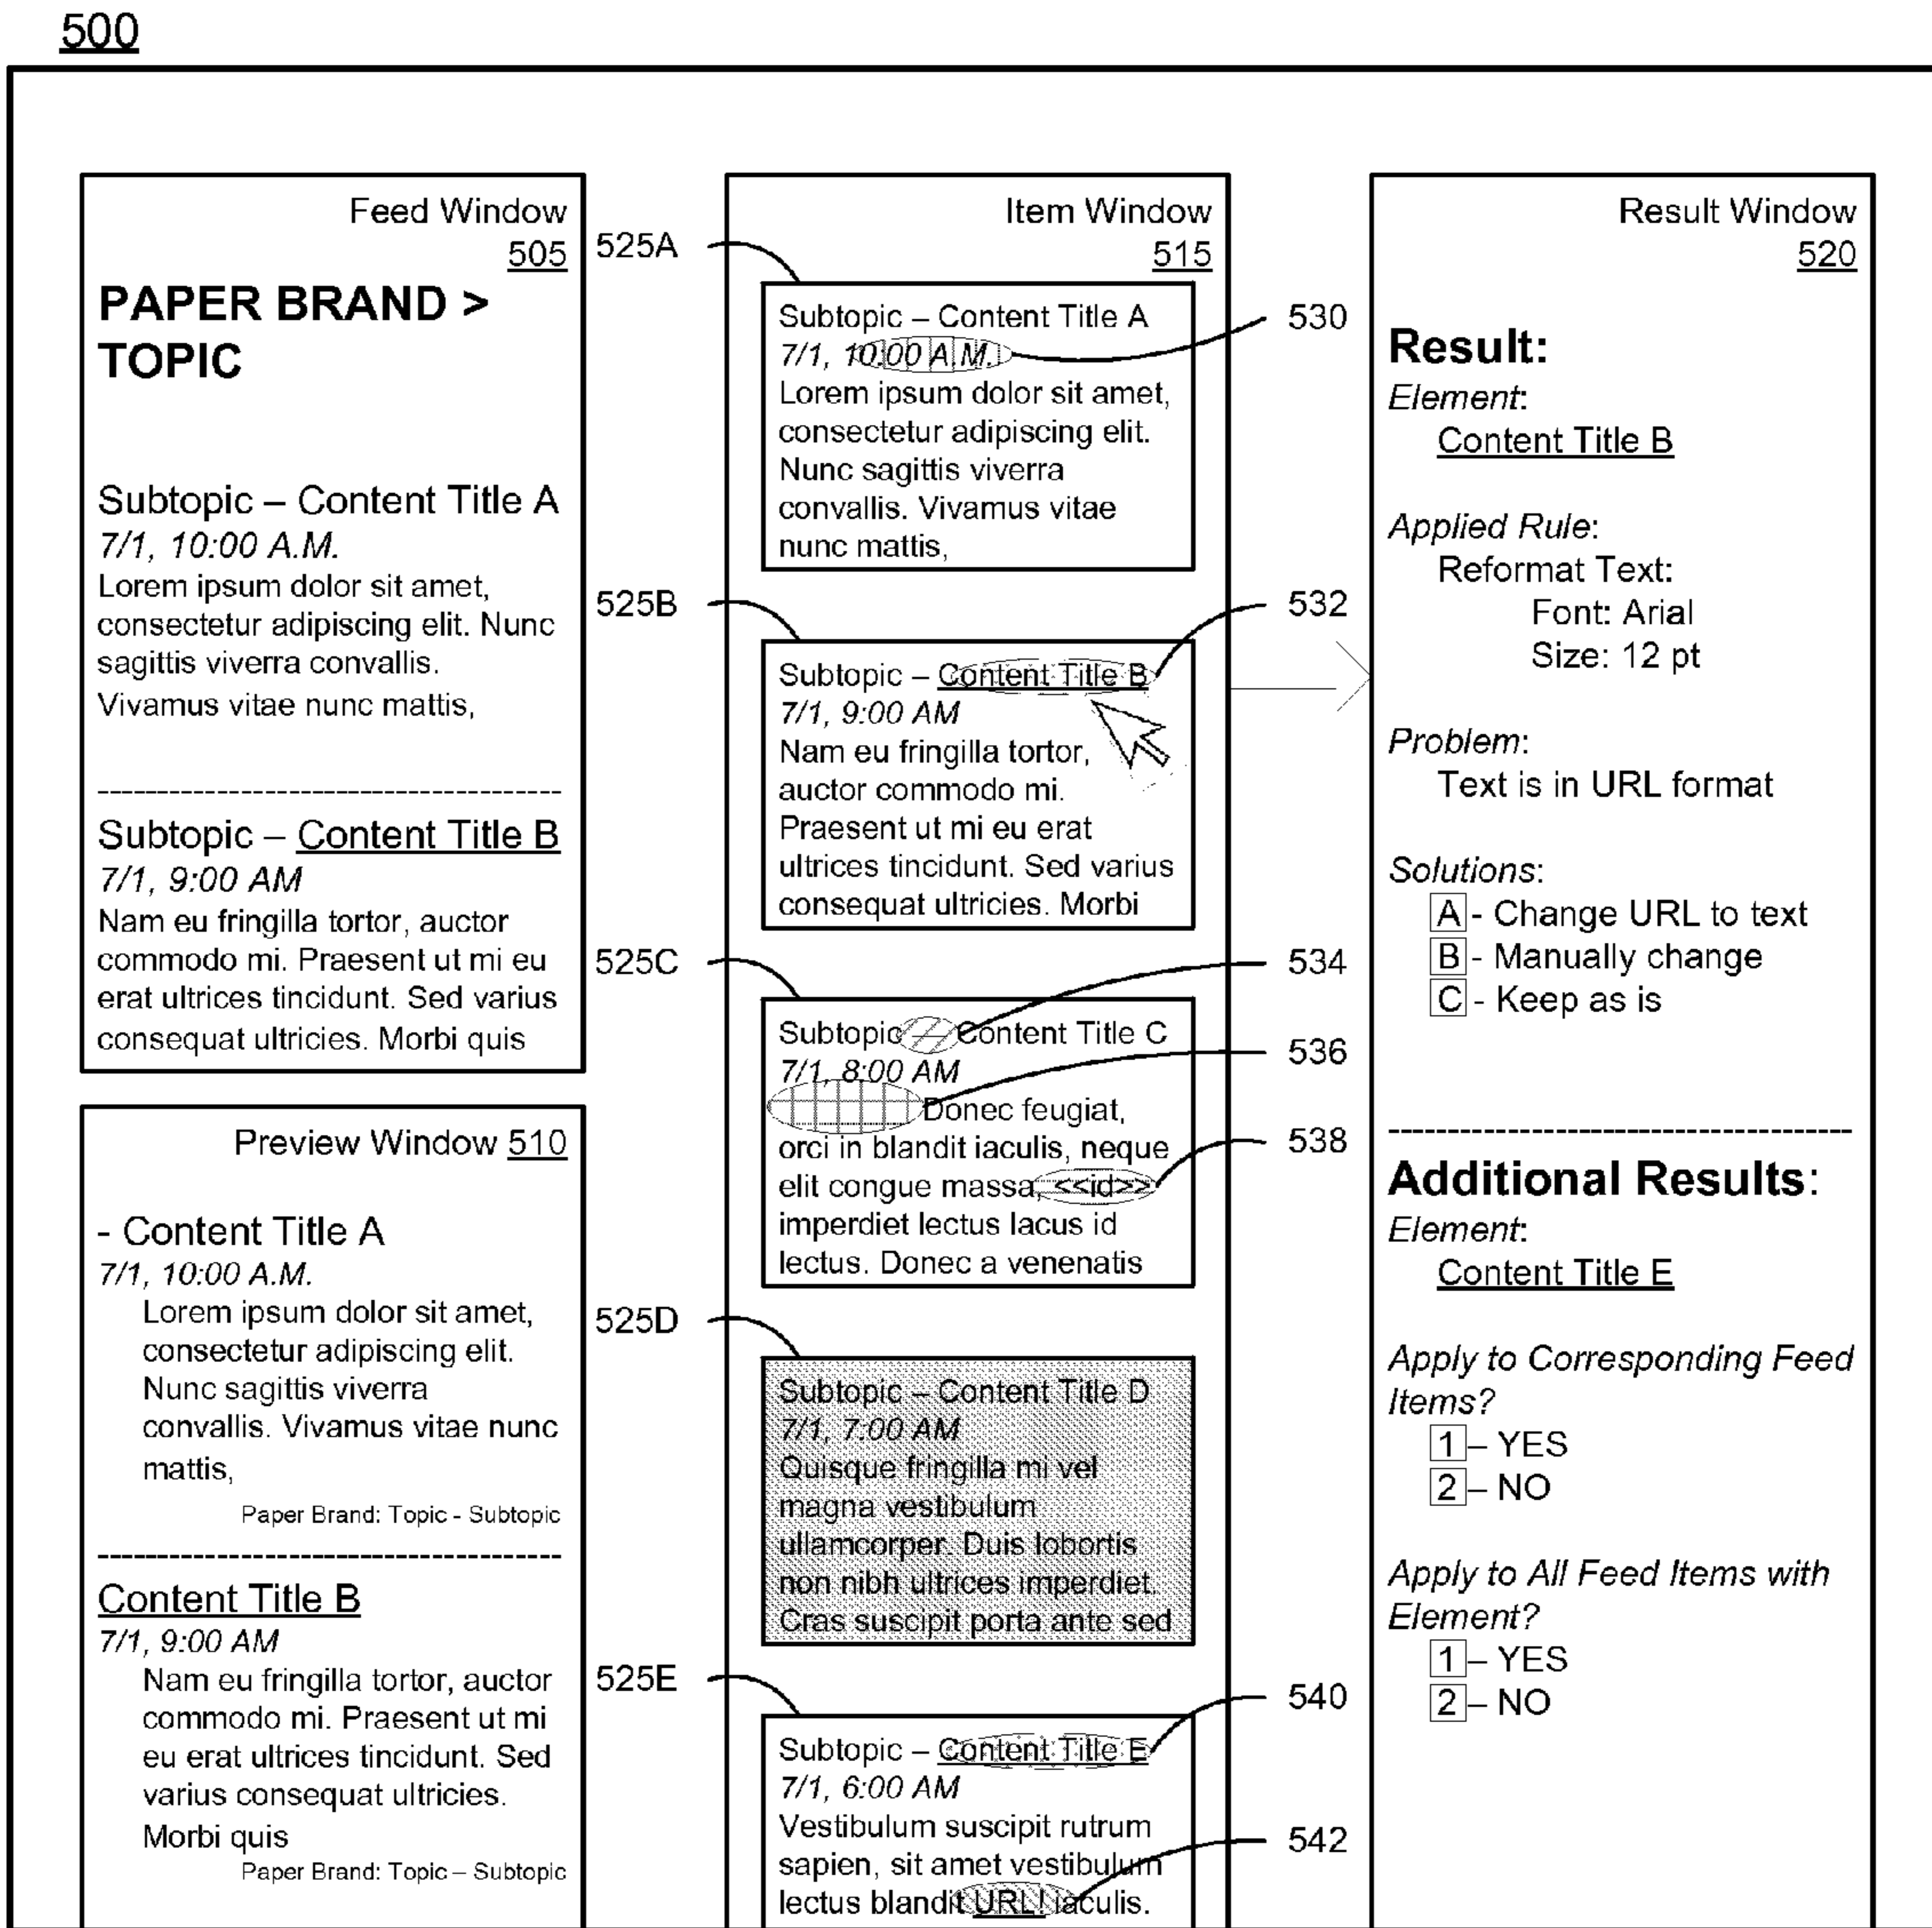 500
Feed Window
505
PAPER BRAND >
TOPIC
Subtopic – Content Title A
7/1, 10:00 A.M.
Lorem ipsum dolor sit amet,
consectetur adipiscing elit. Nunc
sagittis viverra convallis.
Vivamus vitae nunc mattis,
---------------------------------------
Subtopic – Content Title B
7/1, 9:00 AM
Nam eu fringilla tortor, auctor
commodo mi. Praesent ut mi eu
erat ultrices tincidunt. Sed varius
consequat ultricies. Morbi quis
Preview Window 510
- Content Title A
7/1, 10:00 A.M.
Lorem ipsum dolor sit amet,
consectetur adipiscing elit.
Nunc sagittis viverra
convallis. Vivamus vitae nunc
mattis,
Paper Brand: Topic - Subtopic
---------------------------------------
Content Title B
7/1, 9:00 AM
Nam eu fringilla tortor, auctor
commodo mi. Praesent ut mi
eu erat ultrices tincidunt. Sed
varius consequat ultricies.
Morbi quis
Paper Brand: Topic – Subtopic
Item Window
515
525A
Subtopic – Content Title A
7/1, 10:00 A.M.
Lorem ipsum dolor sit amet,
consectetur adipiscing elit.
Nunc sagittis viverra
convallis. Vivamus vitae
nunc mattis,
530
525B
Subtopic – Content Title B
7/1, 9:00 AM
Nam eu fringilla tortor,
auctor commodo mi.
Praesent ut mi eu erat
ultrices tincidunt. Sed varius
consequat ultricies. Morbi
532
525C
Subtopic – Content Title C
7/1, 8:00 AM
Donec feugiat,
orci in blandit iaculis, neque
elit congue massa, <<id>>
imperdiet lectus lacus id
lectus. Donec a venenatis
534
536
538
525D
Subtopic – Content Title D
7/1, 7:00 AM
Quisque fringilla mi vel
magna vestibulum
ullamcorper. Duis lobortis
non nibh ultrices imperdiet.
Cras suscipit porta ante sed
525E
Subtopic – Content Title E
7/1, 6:00 AM
Vestibulum suscipit rutrum
sapien, sit amet vestibulum
lectus blandit URL! iaculis.
540
542
Result Window
520
Result:
Element:
Content Title B
Applied Rule:
Reformat Text:
Font: Arial
Size: 12 pt
Problem:
Text is in URL format
Solutions:
A - Change URL to text
B - Manually change
C - Keep as is
---------------------------------------
Additional Results:
Element:
Content Title E
Apply to Corresponding Feed
Items?
1 – YES
2 – NO
Apply to All Feed Items with
Element?
1 – YES
2 – NO